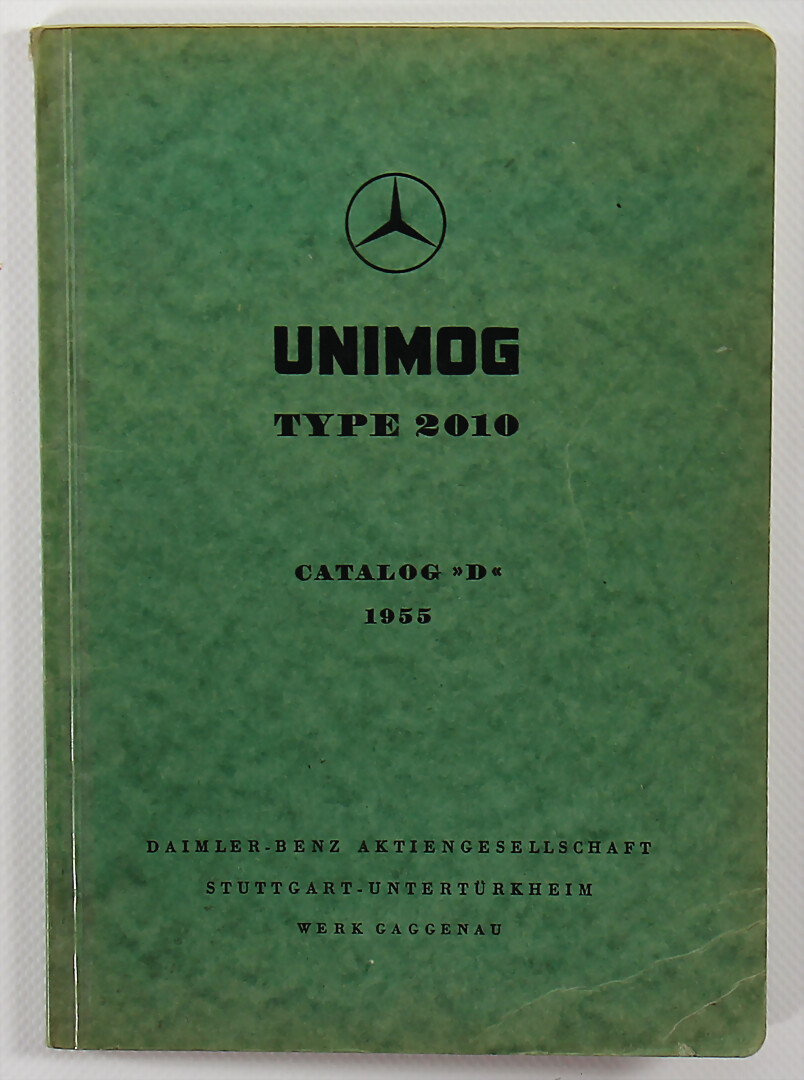 UNIMOG
TYPE 2010
CATALOG »D«
1955
DAIMLER-BENZ AKTIENGESELLSCHAFT
STUTTGART-UNTERTÜRKHEIM
WERK GAGGENAU